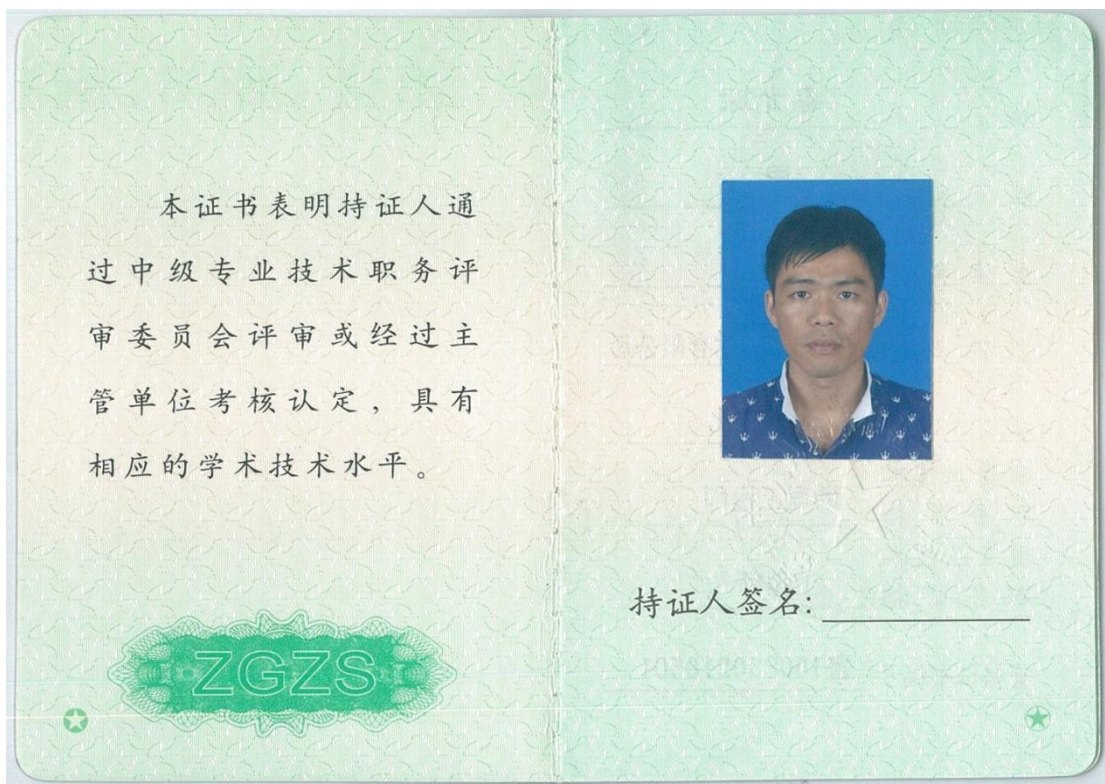 本证书表明持证人通
过中级专业技术职务评
审委员会评审或经过主
管单位考核认定，具有
相应的学术技术水平。
ZGZS
持证人签名: